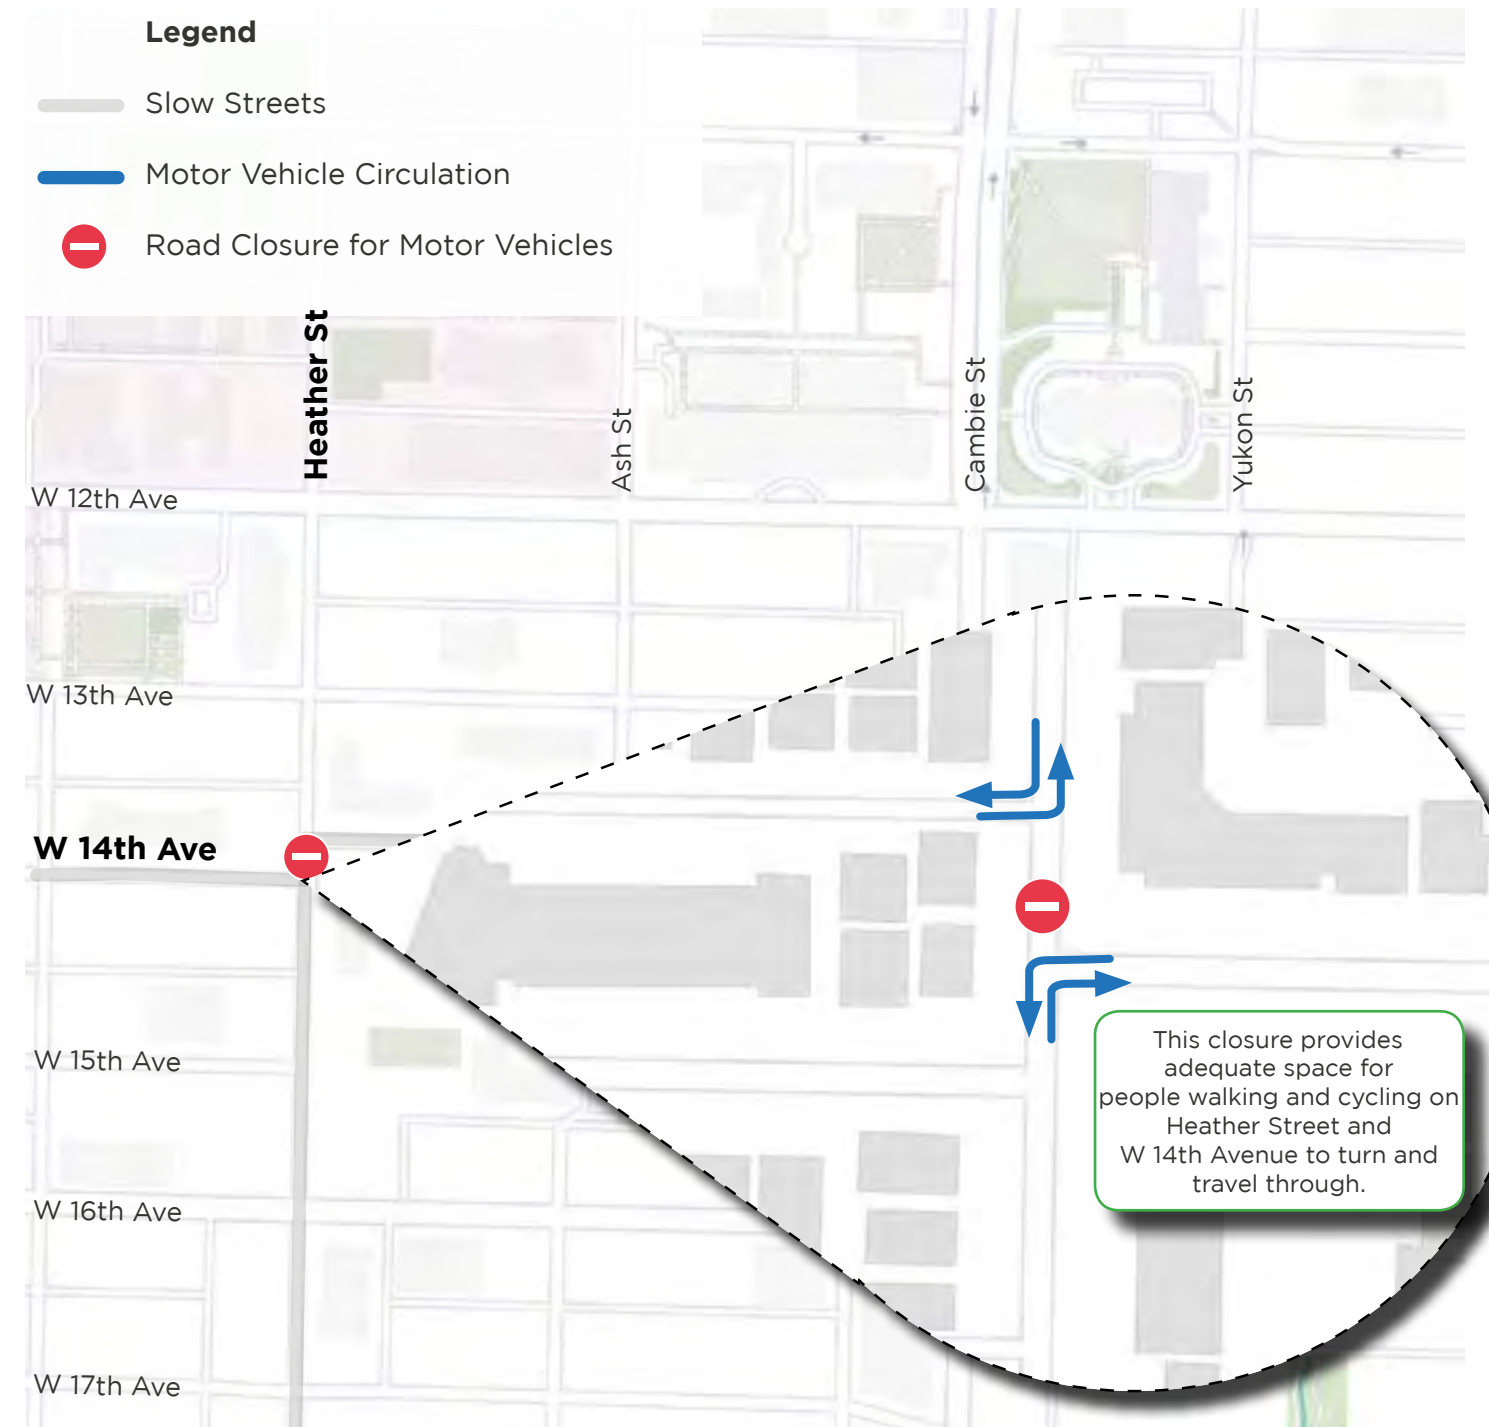 Legend
Slow Streets
Motor Vehicle Circulation
Road Closure for Motor Vehicles
Heather St
Ash St
Cambie St
Yukon St
W 12th Ave
W 13th Ave
W 14th Ave
W 15th Ave
W 16th Ave
W 17th Ave
This closure provides
adequate space for
people walking and cycling on
Heather Street and
W 14th Avenue to turn and
travel through.